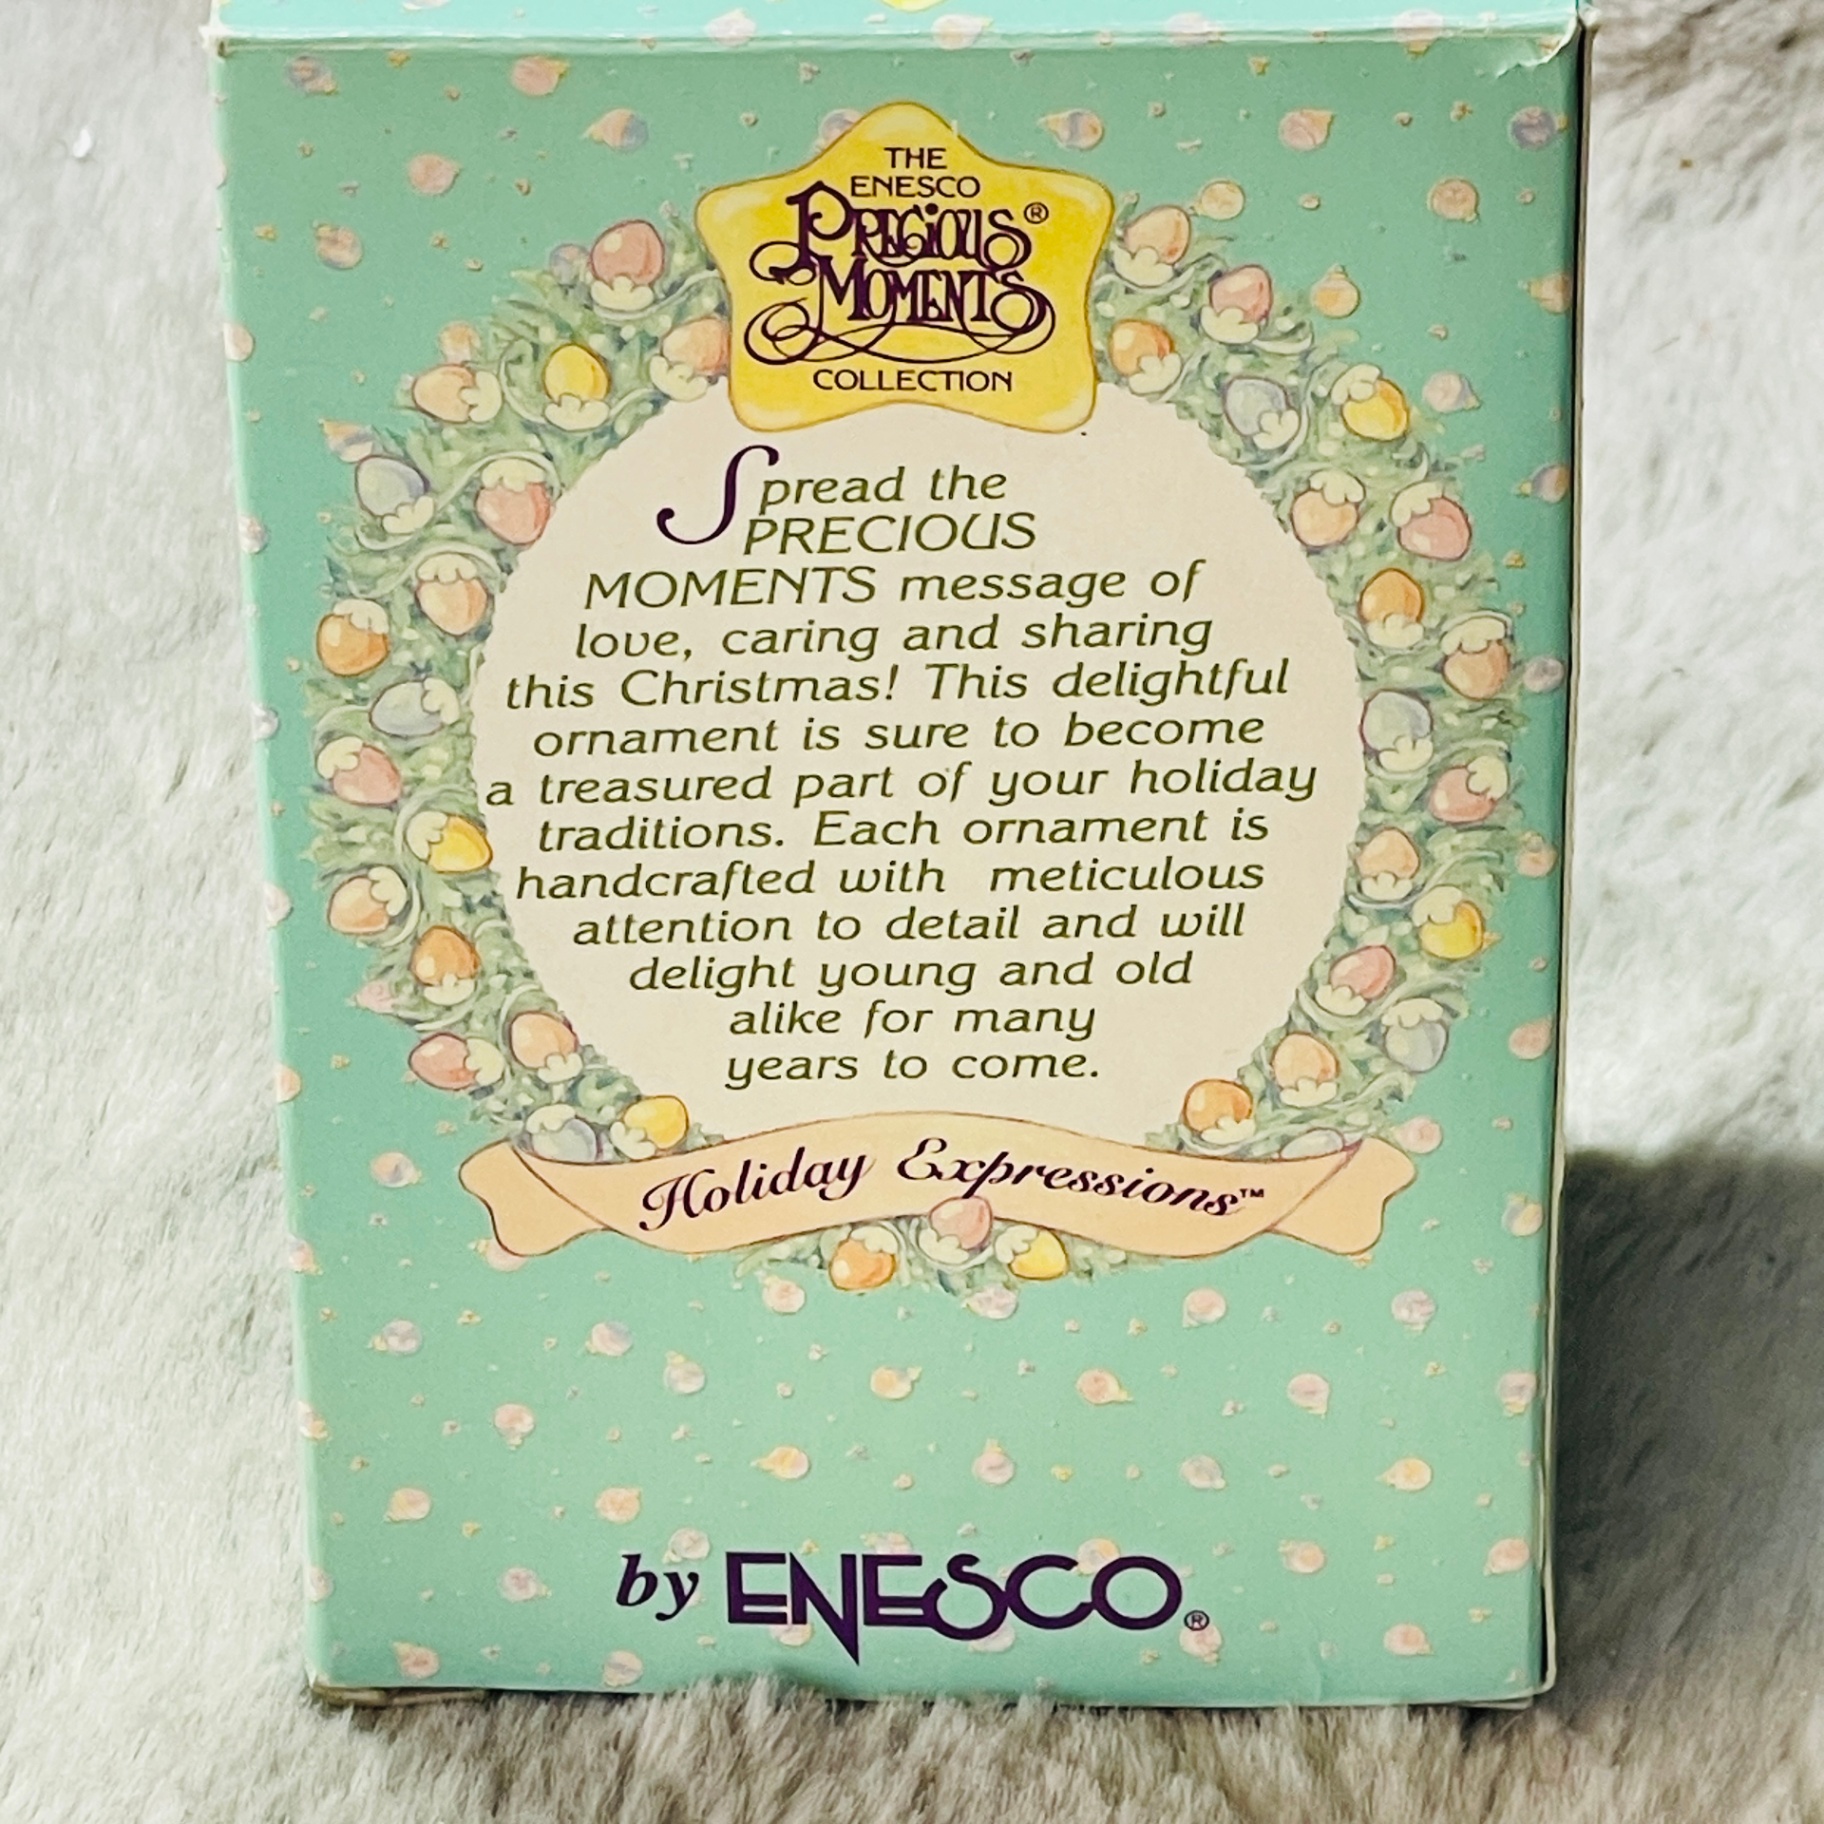 THE
ENESCO
PRECIOUS®
MOMENTS
COLLECTION
Spread the
PRECIOUS
MOMENTS message of
love, caring and sharing
this Christmas! This delightful
ornament is sure to become
a treasured part of your holiday
traditions. Each ornament is
handcrafted with meticulous
attention to detail and will
delight young and old
alike for many
years to come.
Holiday Expressions™
by ENESCO®